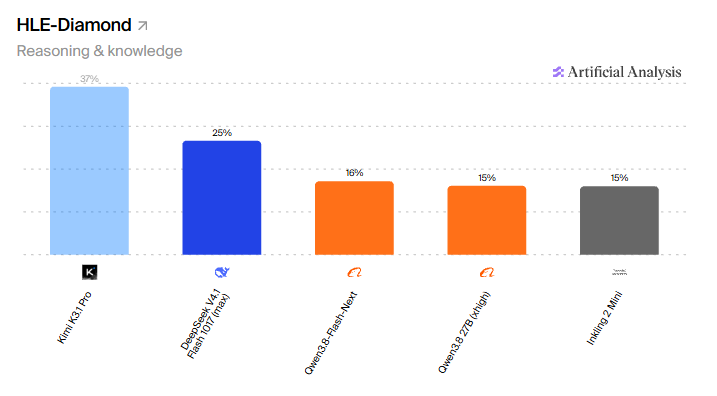 HLE-Diamond
Reasoning & knowledge
Artificial Analysis
37%
25%
16%
15%
15%
K
Kimi K3.1 Pro
DeepSeek V4.1
Flash 1017 (max)
Qwen3.8-Flash-Next
Qwen3.8 27B (xhigh)
Inkling 2 Mini